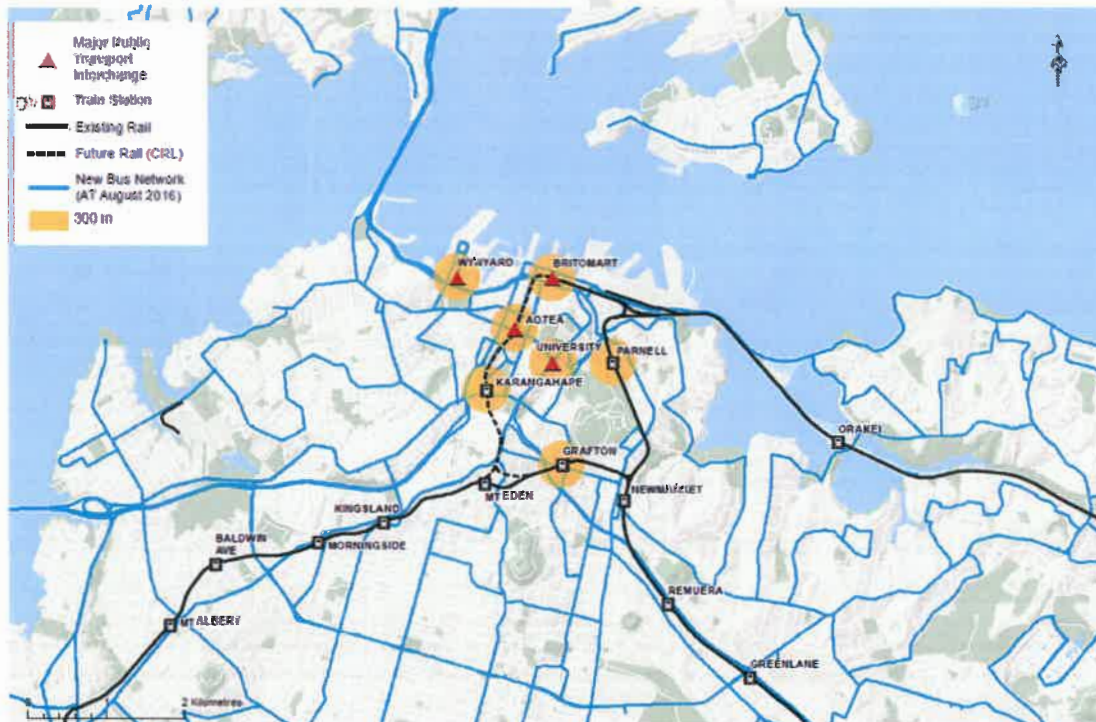 Major Public
Transport
Interchange
Train Station
Existing Rail
Future Rail (CRL)
New Bus Network
(AT August 2016)
300 m
WYNYARD
BRITOMART
AOTEA
UNIVERSITY
PARNELL
KARANGAHAPE
ORAKEI
GRAFTON
MT EDEN
NEWMARKET
KINGSLAND
BALDWIN
AVE
MORNINGSIDE
REMUERA
MT ALBERT
GREENLANE
2 Kilometres